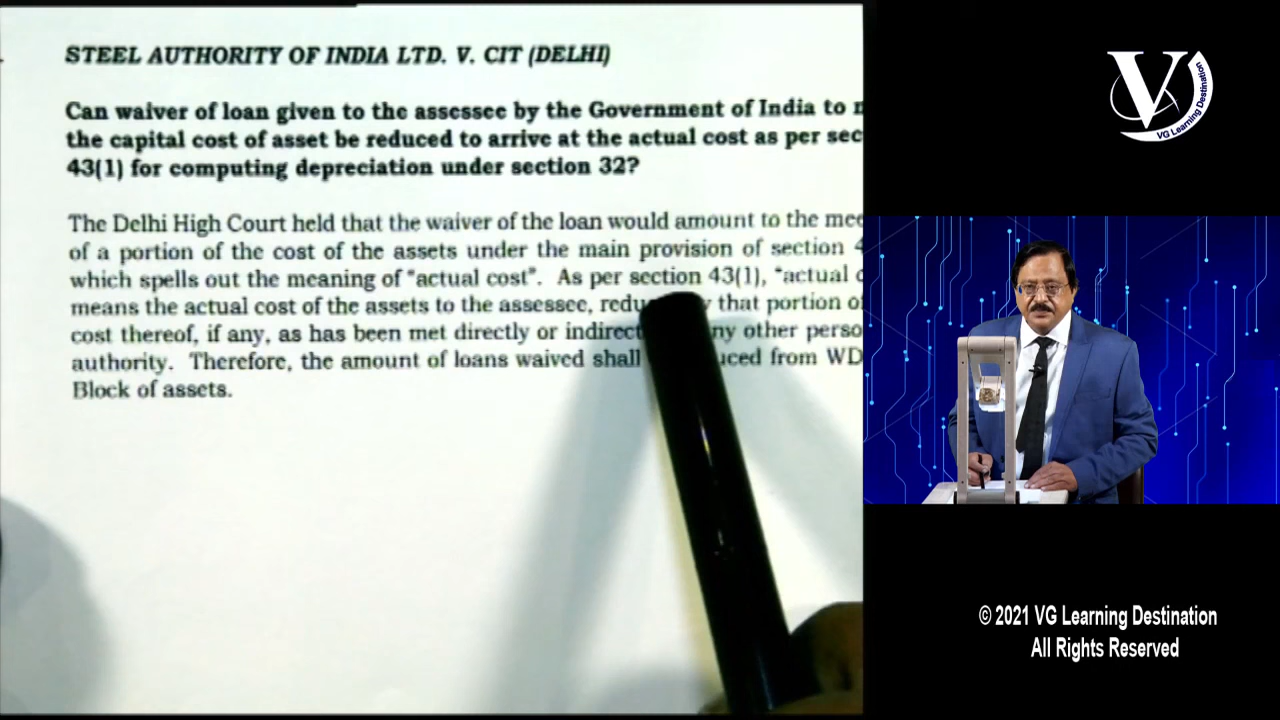 STEEL AUTHORITY OF INDIA LTD. V. CIT (DELHI)
Can waiver of loan given to the assessee by the Government of India to
the capital cost of asset be reduced to arrive at the actual cost as per sec
43(1) for computing depreciation under section 32?
The Delhi High Court held that the waiver of the loan would amount to the mee
of a portion of the cost of the assets under the main provision of section 4
which spells out the meaning of "actual cost". As per section 43(1), "actual c
means the actual cost of the assets to the assessee, redu that portion of
cost thereof, if any, as has been met directly or indirect ny other perso
authority. Therefore, the amount of loans waived shall uced from WD
Block of assets.
V
VG Learning Destination
© 2021 VG Learning Destination
All Rights Reserved